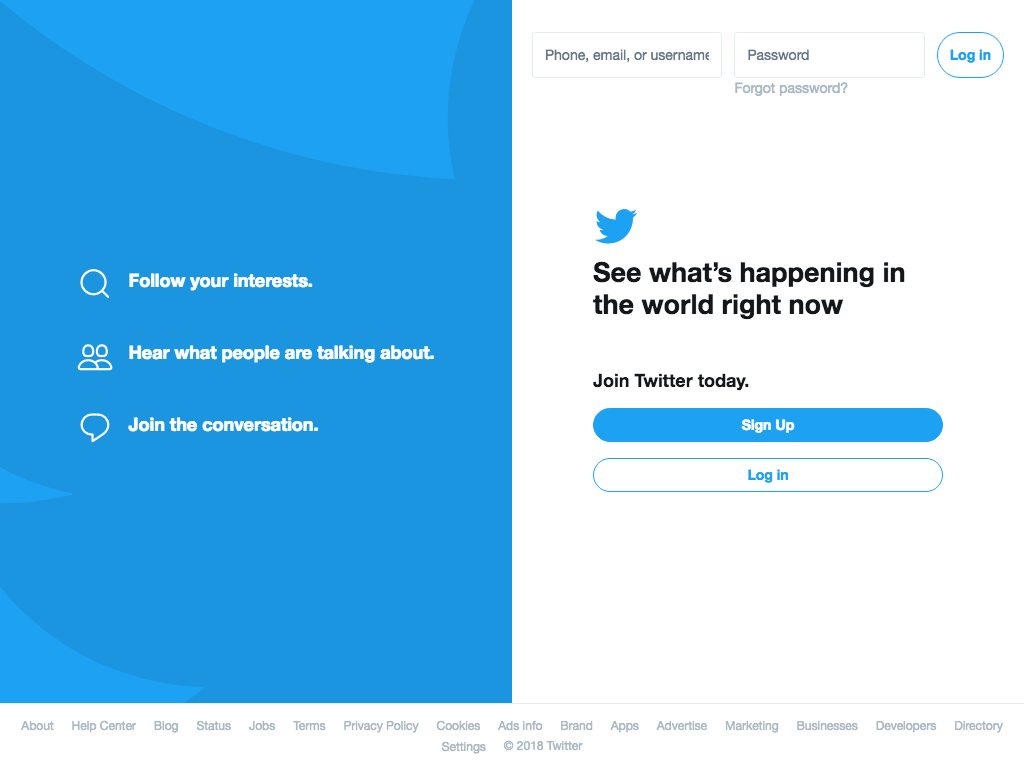 Phone, email, or username
Password
Log in
Forgot password?
Follow your interests.
Hear what people are talking about.
Join the conversation.
See what’s happening in
the world right now
Join Twitter today.
Sign Up
Log in
About Help Center Blog Status Jobs Terms Privacy Policy Cookies Ads info Brand Apps Advertise Marketing Businesses Developers Directory
Settings © 2018 Twitter